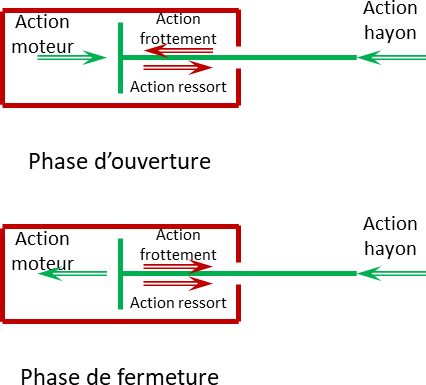 Action
moteur
Action
frottement
Action ressort
Action
hayon
Phase d’ouverture
Action
moteur
Action
frottement
Action ressort
Action
hayon
Phase de fermeture